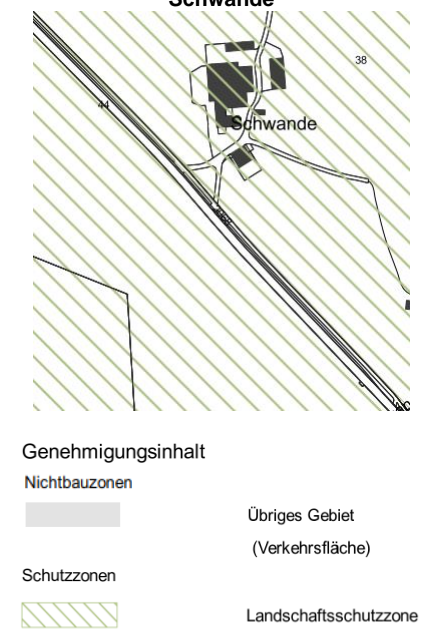 Schwande
38
44
Schwande
Genehmigungsinhalt
Nichtbauzonen
Übriges Gebiet
(Verkehrsfläche)
Schutzzonen
Landschaftsschutzzone